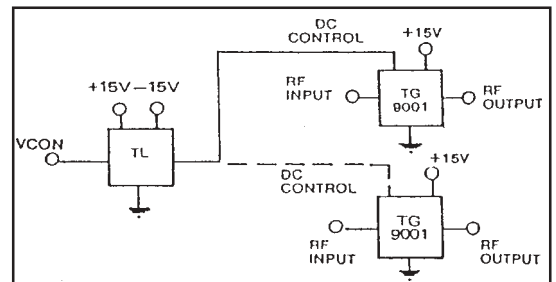 DC
CONTROL
+15V
+15V –15V
RF
INPUT
TG
9001
RF
OUTPUT
VCON
TL
DC
CONTROL
+15V
TG
9001
RF
INPUT
RF
OUTPUT